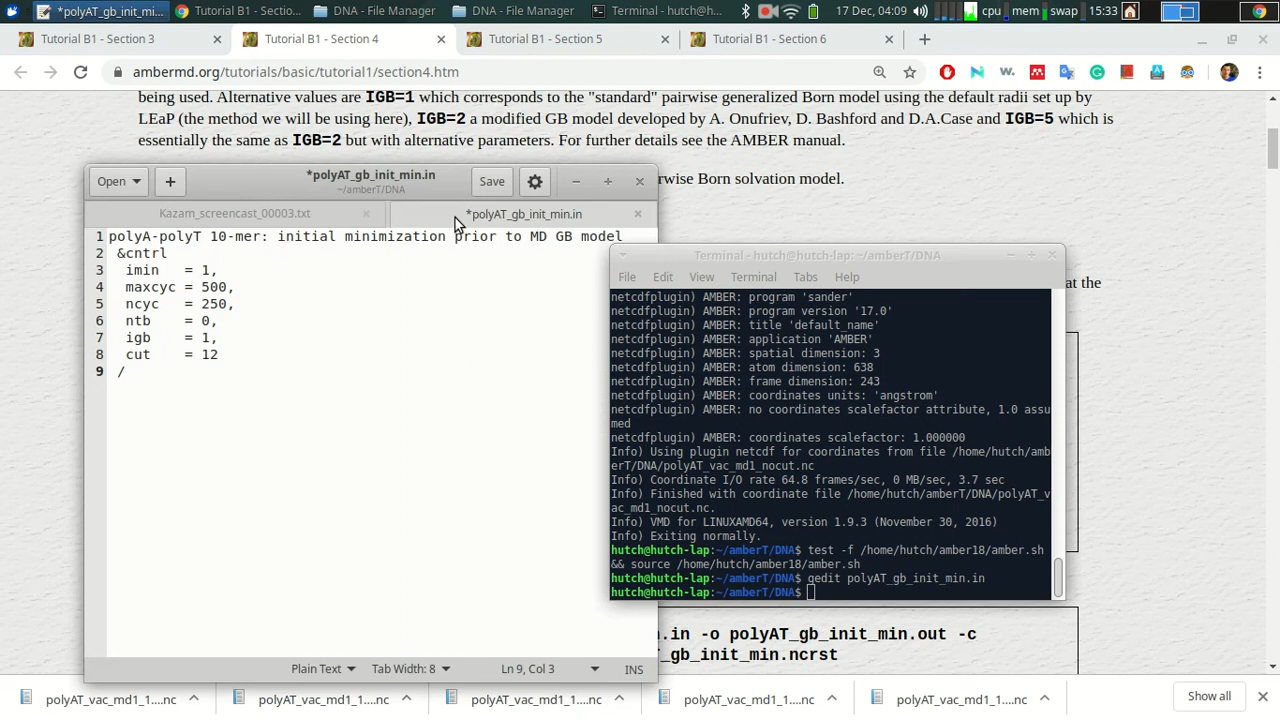 *polyAT_gb_init_mi...
Tutorial B1 - Sectio...
DNA - File Manager
DNA - File Manager
Terminal - hutch@h...
17 Dec, 04:09
cpu
mem
swap
15:33
Tutorial B1 - Section 3
Tutorial B1 - Section 4
Tutorial B1 - Section 5
Tutorial B1 - Section 6
ambermd.org/tutorials/basic/tutorial1/section4.htm
being used. Alternative values are IGB=1 which corresponds to the "standard" pairwise generalized Born model using the default radii set up by
LEaP (the method we will be using here), IGB=2 a modified GB model developed by A. Onufriev, D. Bashford and D.A.Case and IGB=5 which is
essentially the same as IGB=2 but with alternative parameters. For further details see the AMBER manual.
rwise Born solvation model.
at the
Open
*polyAT_gb_init_min.in
~/amberT/DNA
Save
Kazam_screencast_00003.txt
*polyAT_gb_init_min.in
1 polyA-polyT 10-mer: initial minimization prior to MD GB model
2 &cntrl
3 imin = 1,
4 maxcyc = 500,
5 ncyc = 250,
6 ntb = 0,
7 igb = 1,
8 cut = 12
9 /
Plain Text
Tab Width: 8
Ln 9, Col 3
INS
Terminal - hutch@hutch-lap: ~/amberT/DNA
File Edit View Terminal Tabs Help
netcdfplugin) AMBER: program 'sander'
netcdfplugin) AMBER: program version '17.0'
netcdfplugin) AMBER: title 'default_name'
netcdfplugin) AMBER: application 'AMBER'
netcdfplugin) AMBER: spatial dimension: 3
netcdfplugin) AMBER: atom dimension: 638
netcdfplugin) AMBER: frame dimension: 243
netcdfplugin) AMBER: coordinates units: 'angstrom'
netcdfplugin) AMBER: no coordinates scalefactor attribute, 1.0 assu
med
netcdfplugin) AMBER: coordinates scalefactor: 1.000000
Info) Using plugin netcdf for coordinates from file /home/hutch/amb
erT/DNA/polyAT_vac_md1_nocut.nc
Info) Coordinate I/O rate 64.8 frames/sec, 0 MB/sec, 3.7 sec
Info) Finished with coordinate file /home/hutch/amberT/DNA/polyAT_v
ac_md1_nocut.nc.
Info) VMD for LINUXAMD64, version 1.9.3 (November 30, 2016)
Info) Exiting normally.
hutch@hutch-lap:~/amberT/DNA$ test -f /home/hutch/amber18/amber.sh
&& source /home/hutch/amber18/amber.sh
hutch@hutch-lap:~/amberT/DNA$ gedit polyAT_gb_init_min.in
hutch@hutch-lap:~/amberT/DNA$
n.in -o polyAT_gb_init_min.out -c
T_gb_init_min.ncrst
polyAT_vac_md1_1....nc
polyAT_vac_md1_1....nc
polyAT_vac_md1_1....nc
polyAT_vac_md1_1....nc
polyAT_vac_md1_1....nc
Show all